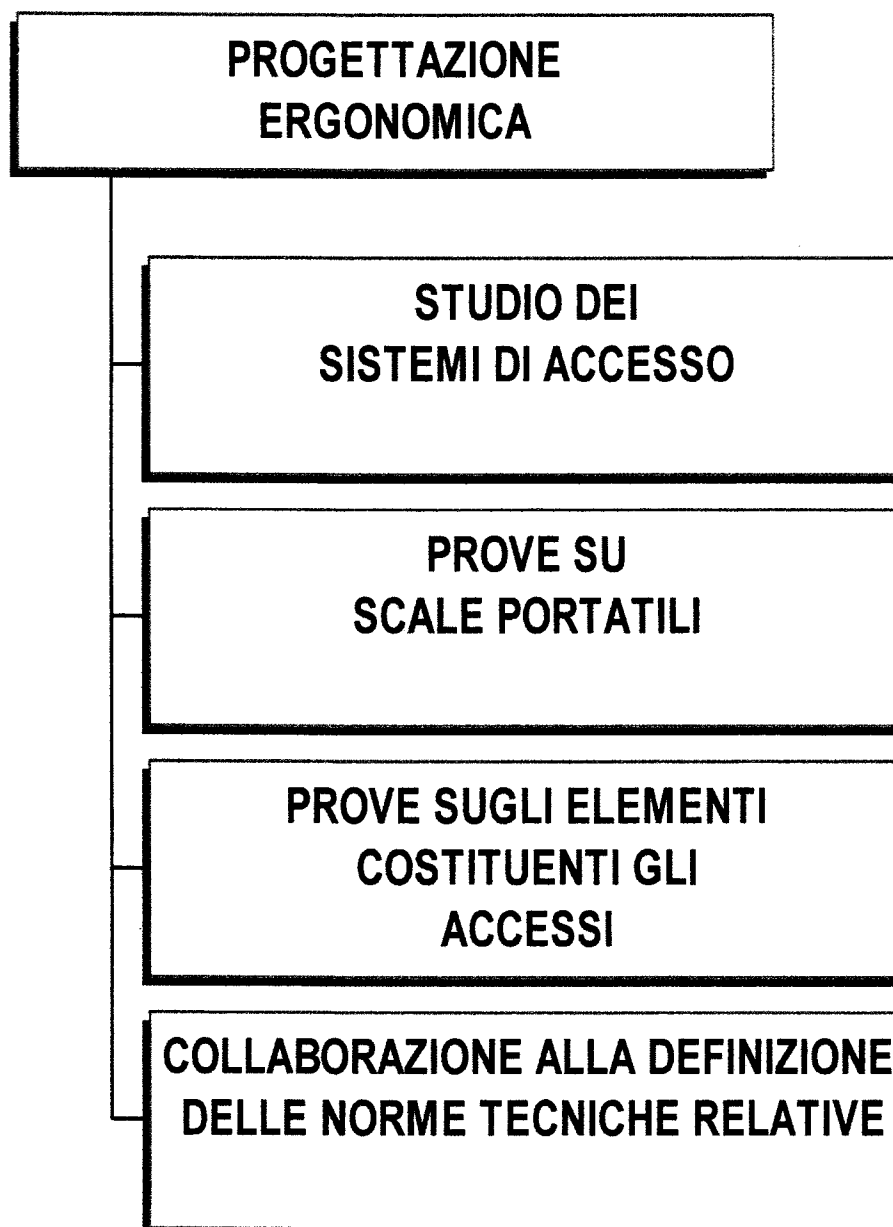 PROGETTAZIONE
ERGONOMICA
STUDIO DEI
SISTEMI DI ACCESSO
PROVE SU
SCALE PORTATILI
PROVE SUGLI ELEMENTI
COSTITUENTI GLI
ACCESSI
COLLABORAZIONE ALLA DEFINIZIONE
DELLE NORME TECNICHE RELATIVE